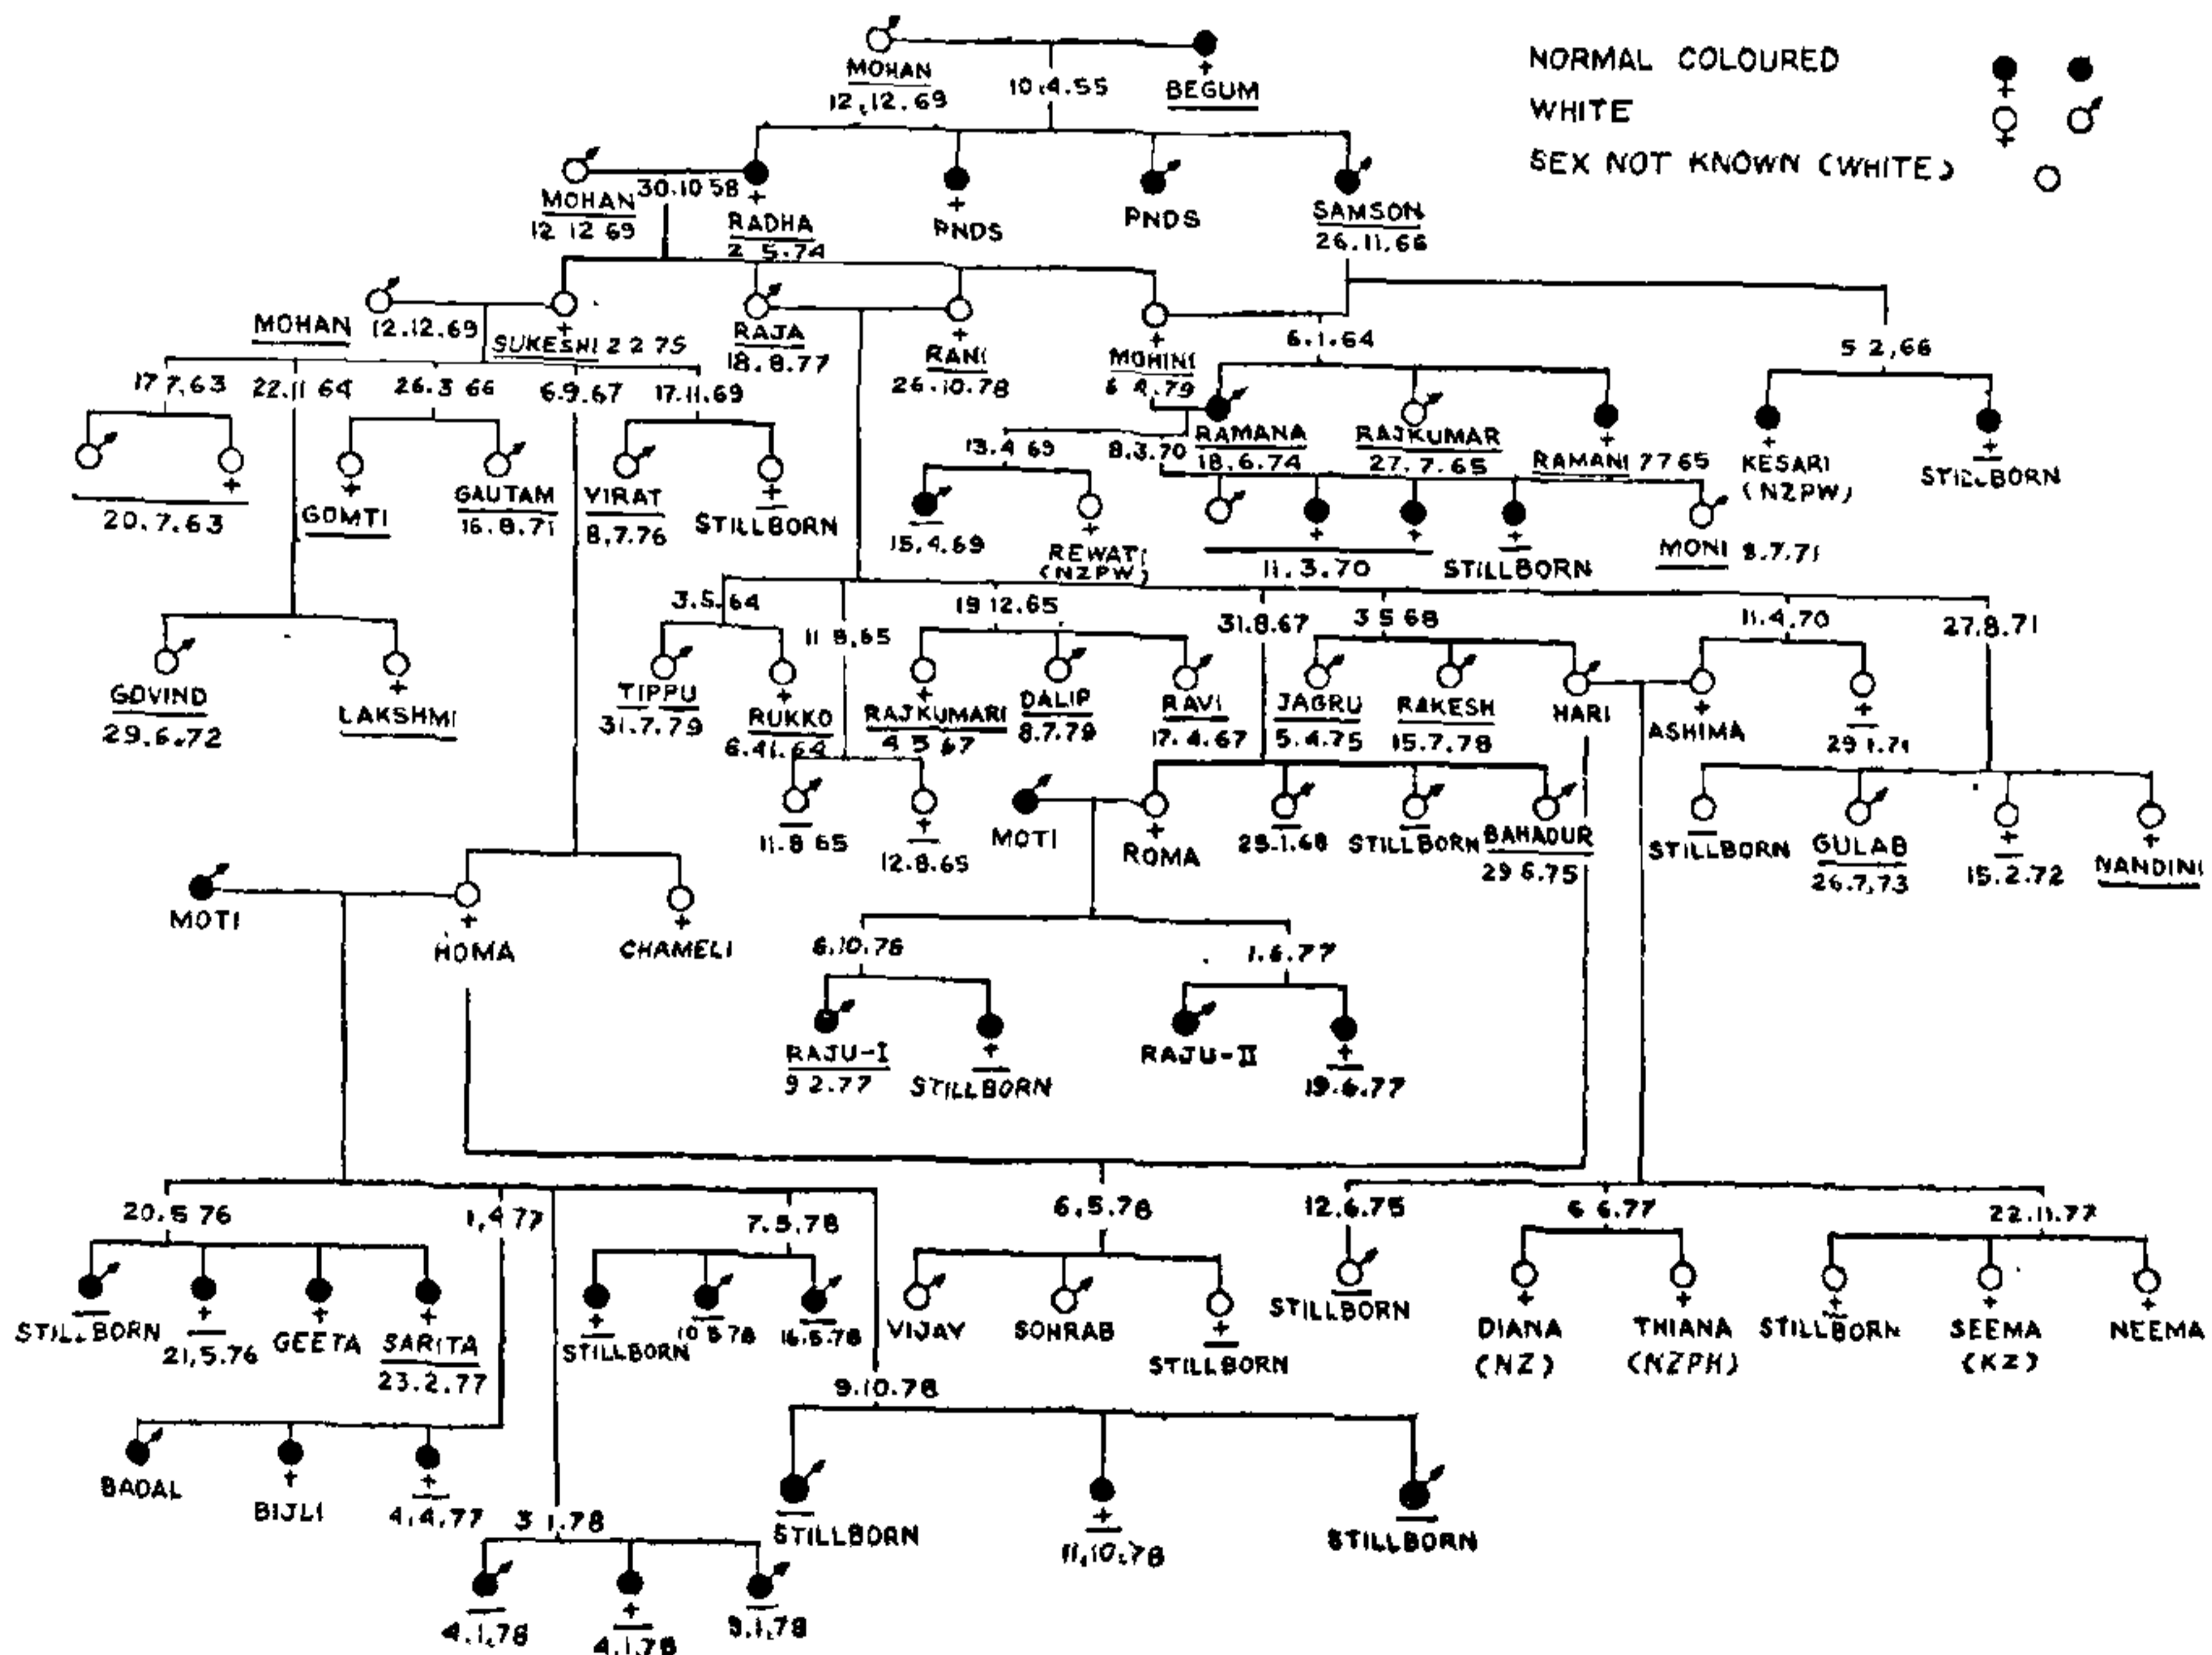 NORMAL COLOURED
WHITE
SEX NOT KNOWN (WHITE)
MOHAN
12.12.69
10.4.55
BEGUM
MOHAN
12 12 69
30.10 58
RADHA
2 5.74
PNDS
PNDS
SAMSON
26.11.66
MOHAN
12.12.69
SUKESHI 2 2 75
RAJA
18.8.77
RANI
26.10.78
MOHINI
6 4.79
6.1.64
5 2,66
17 7,63
22.11 64
26.3 66
6.9.67
17.11.69
20.7.63
GOMTI
GAUTAM
16.8.71
VIRAT
8,7.76
STILLBORN
13.4 69
8.3.70
RAMANA
18.6.74
RAJKUMAR
27.7.65
RAMANI 7 7 65
KESARI
(NZPW)
STILLBORN
15.4.69
REWATI
(NZPW)
11.3.70
STILLBORN
MONI 8.7.71
3.5.64
11 8,65
19 12.65
31.8.67
3 5 68
11.4.70
27.8.71
GOVIND
29.6.72
LAKSHMI
TIPPU
31.7.79
RUKKO
RAJKUMARI
4 5 67
DALIP
8.7.79
RAVI
17.4.67
JAGRU
5.4.75
RAKESH
15.7.78
HARI
ASHIMA
29 1.71
11.8 65
12.8.65
MOTI
ROMA
STILLBORN
BAHADUR
29 6.75
STILLBORN
GULAB
26.7,73
15.2.72
NANDINI
MOTI
HOMA
CHAMELI
6.10.76
1.6.77
RAJU-I
9 2.77
STILLBORN
RAJU-II
19.6.77
20.5 76
1,4 77
7.5.78
6,5.78
12.6.75
6 6.77
22.11.77
STILLBORN
21,5.76
GEETA
SARITA
23.2.77
STILLBORN
10 5 78
16.5.78
VIJAY
SOHRAB
STILLBORN
STILLBORN
DIANA
(NZ)
THIANA
(NZPH)
STILLBORN
SEEMA
(KZ)
NEEMA
9.10.78
BADAL
BIJLI
4.4.77
3 1.78
STILLBORN
11,10.78
STILLBORN
4.1.78
4.1.78
9.1.78